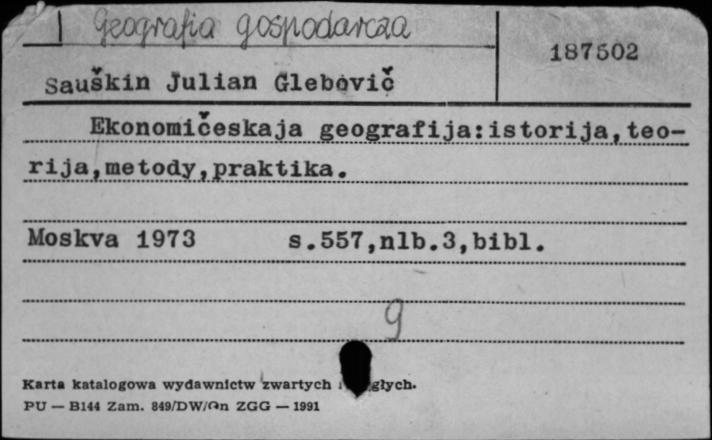 Geografia gospodarcza
187502
Sauškin Julian Glebovič
Ekonomičeskaja geografija:istorija,teo-
rija,metody,praktika.
Moskva 1973 s.557,nlb.3,bibl.
9
Karta katalogowa wydawnictw zwartych
PU — B144 Zam. 849/DW/On ZGG — 1991